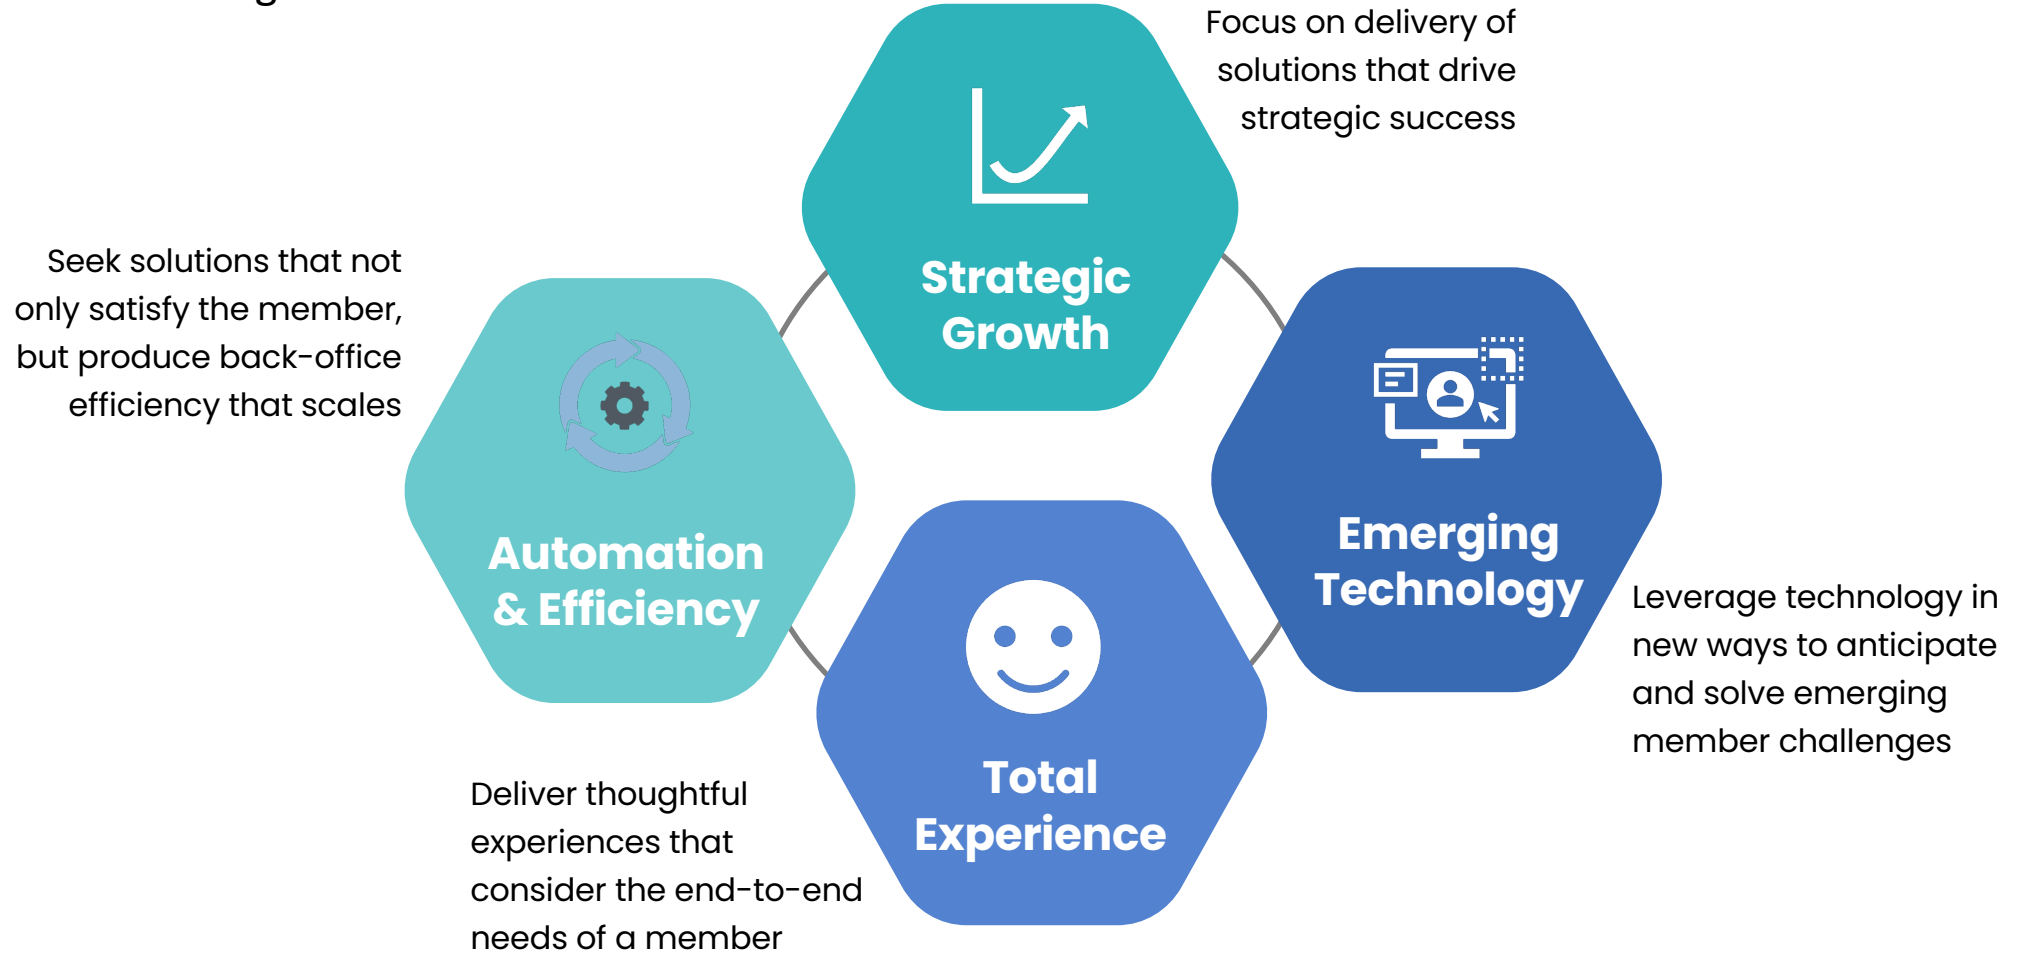 Focus on delivery of
solutions that drive
strategic success
Strategic
Growth
Seek solutions that not
only satisfy the member,
but produce back-office
efficiency that scales
Automation
& Efficiency
Emerging
Technology
Leverage technology in
new ways to anticipate
and solve emerging
member challenges
Total
Experience
Deliver thoughtful
experiences that
consider the end-to-end
needs of a member